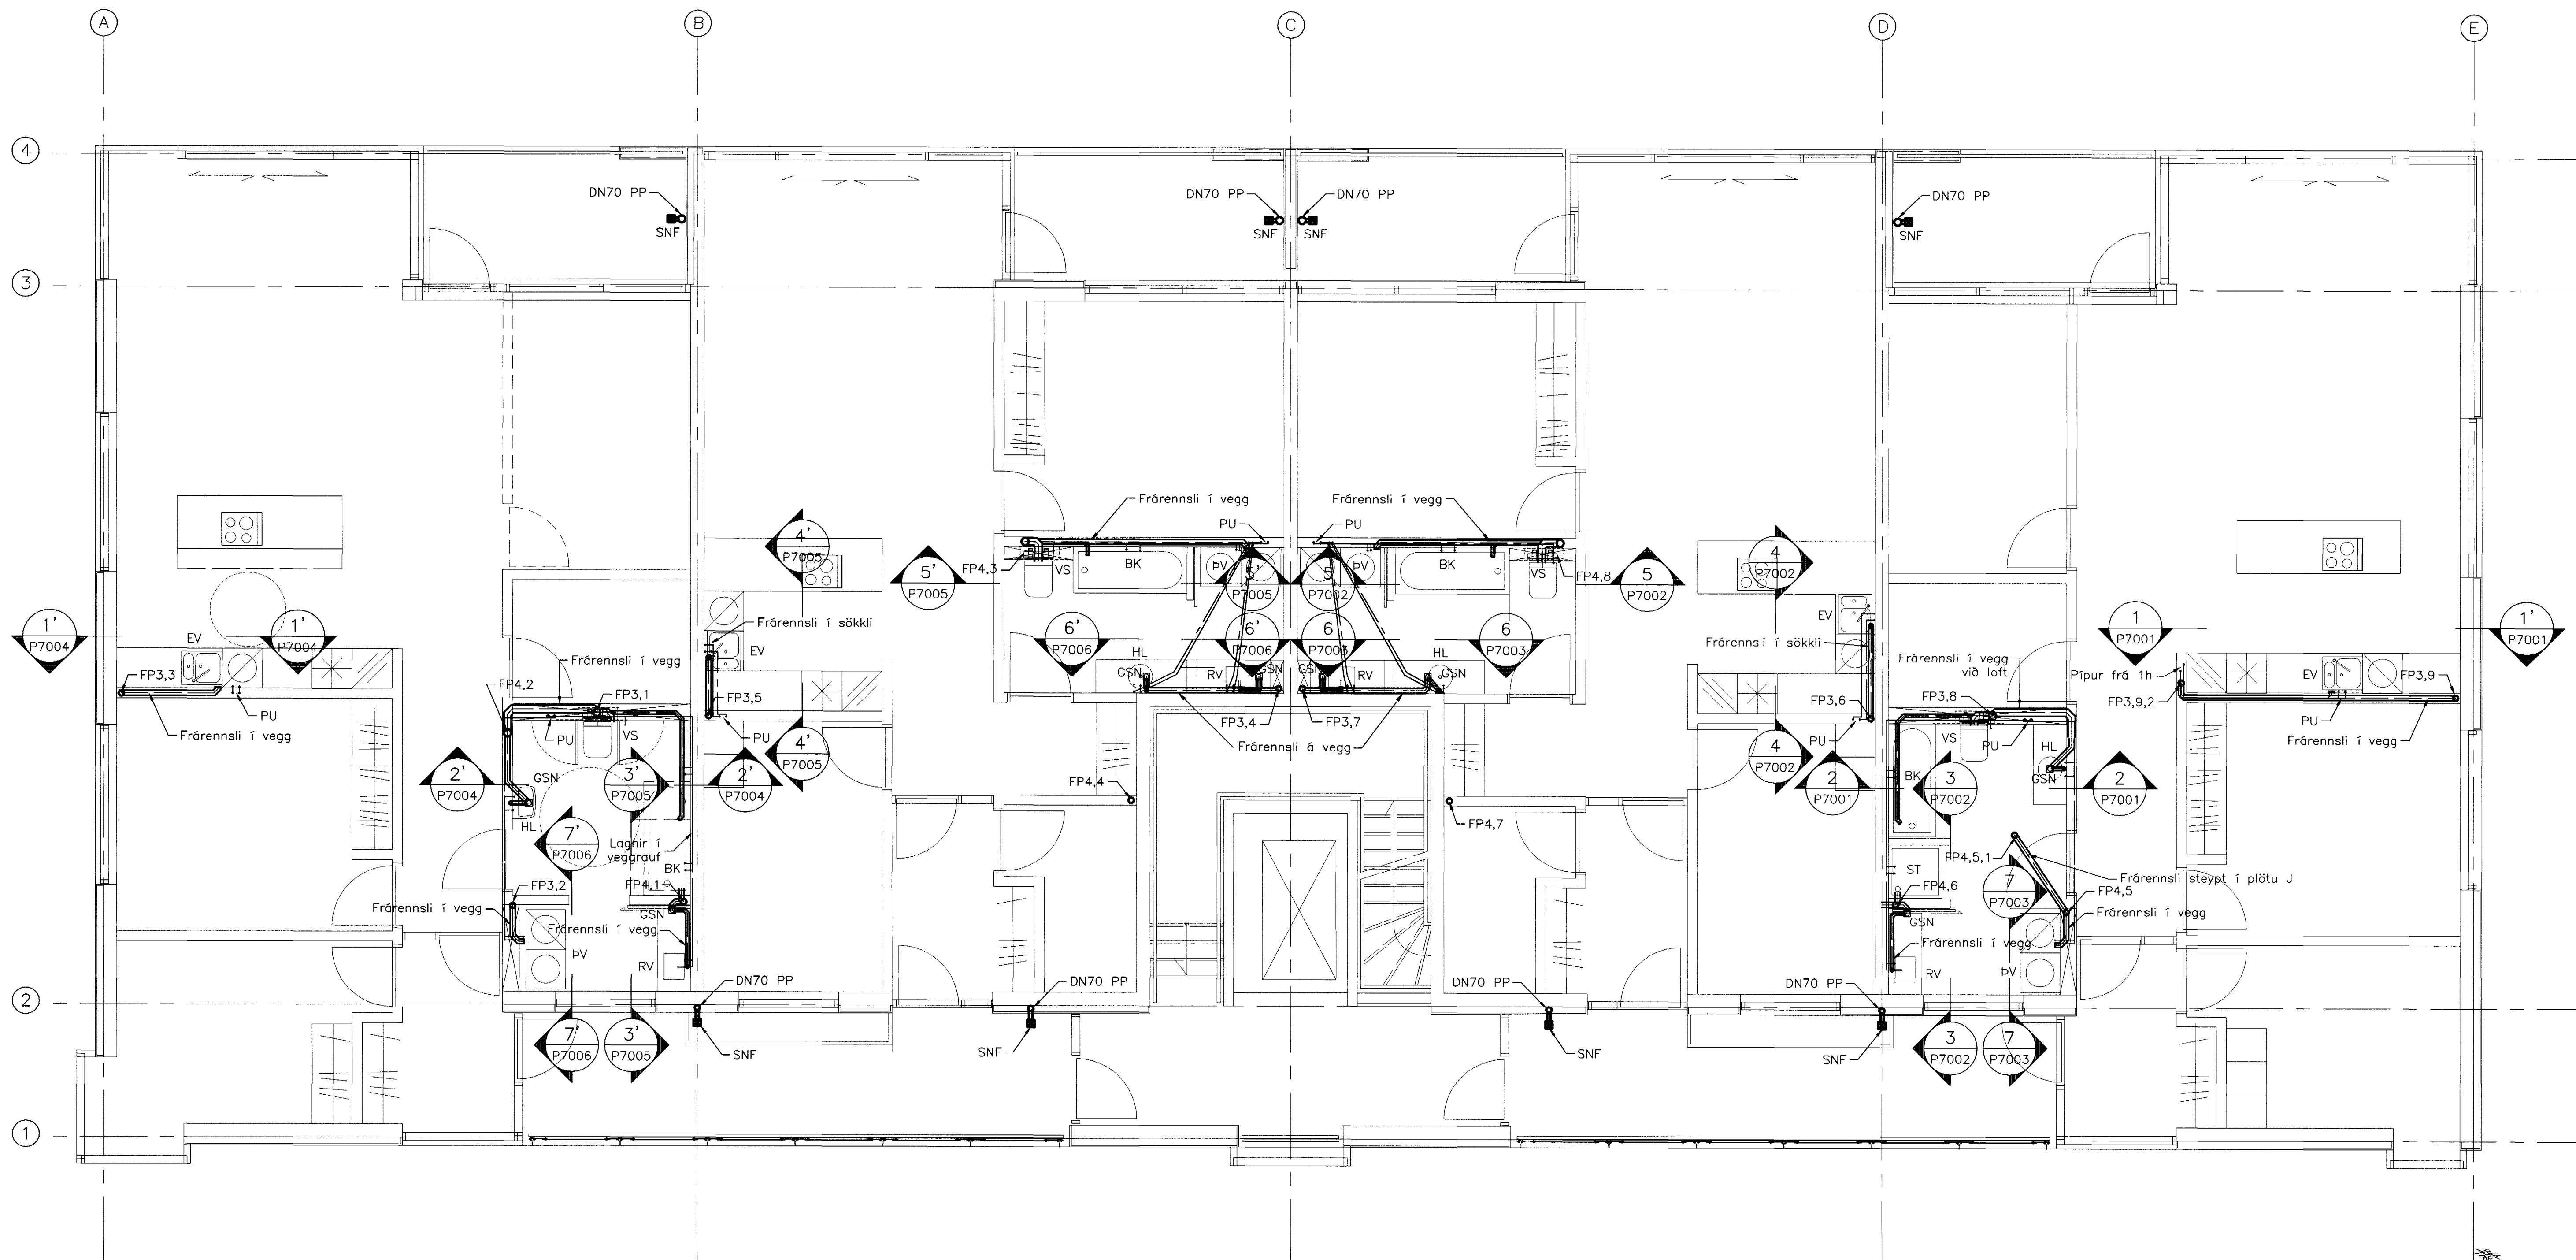 A
B
C
D
E
4
DN70 PP
SNF
DN70 PP
SNF
DN70 PP
SNF
DN70 PP
SNF
3
Frárennsli í vegg
PU
FP4,3
VS
BK
ÞV
Frárennsli í vegg
PU
ÞV
BK
VS
FP4,8
4'
P7005
5'
P7005
5'
P7005
5
P7002
5
P7002
4
P7002
1'
P7004
EV
1'
P7004
FP3,3
PU
Frárennsli í vegg
Frárennsli í vegg
FP4,2
FP3,1
PU
VS
GSN
HL
Frárennsli í sökkli
EV
FP3,5
PU
4'
P7005
6'
P7006
HL
GSN
RV
6'
P7006
GSN
FP3,4
6
P7003
GSN
RV
HL
GSN
6
P7003
FP3,7
Frárennsli á vegg
EV
Frárennsli í sökkli
FP3,6
PU
4
P7002
Frárennsli í vegg
við loft
FP3,8
VS
PU
HL
GSN
BK
1
P7001
Pípur frá 1h
FP3,9,2
EV
FP3,9
PU
Frárennsli í vegg
1'
P7001
2'
P7004
3'
P7005
2'
P7004
7'
P7006
Lagnir í
veggrauf
BK
FP4,1
GSN
Frárennsli í vegg
RV
FP3,2
Frárennsli í vegg
ÞV
FP4,4
FP4,7
2
P7001
3
P7002
2
P7001
FP4,5,1
ST
FP4,6
GSN
7
P7003
Frárennsli steypt í plötu J
FP4,5
Frárennsli í vegg
Frárennsli í vegg
RV
ÞV
2
DN70 PP
SNF
DN70 PP
SNF
DN70 PP
SNF
DN70 PP
SNF
7'
P7006
3'
P7005
3
P7002
7
P7003
1